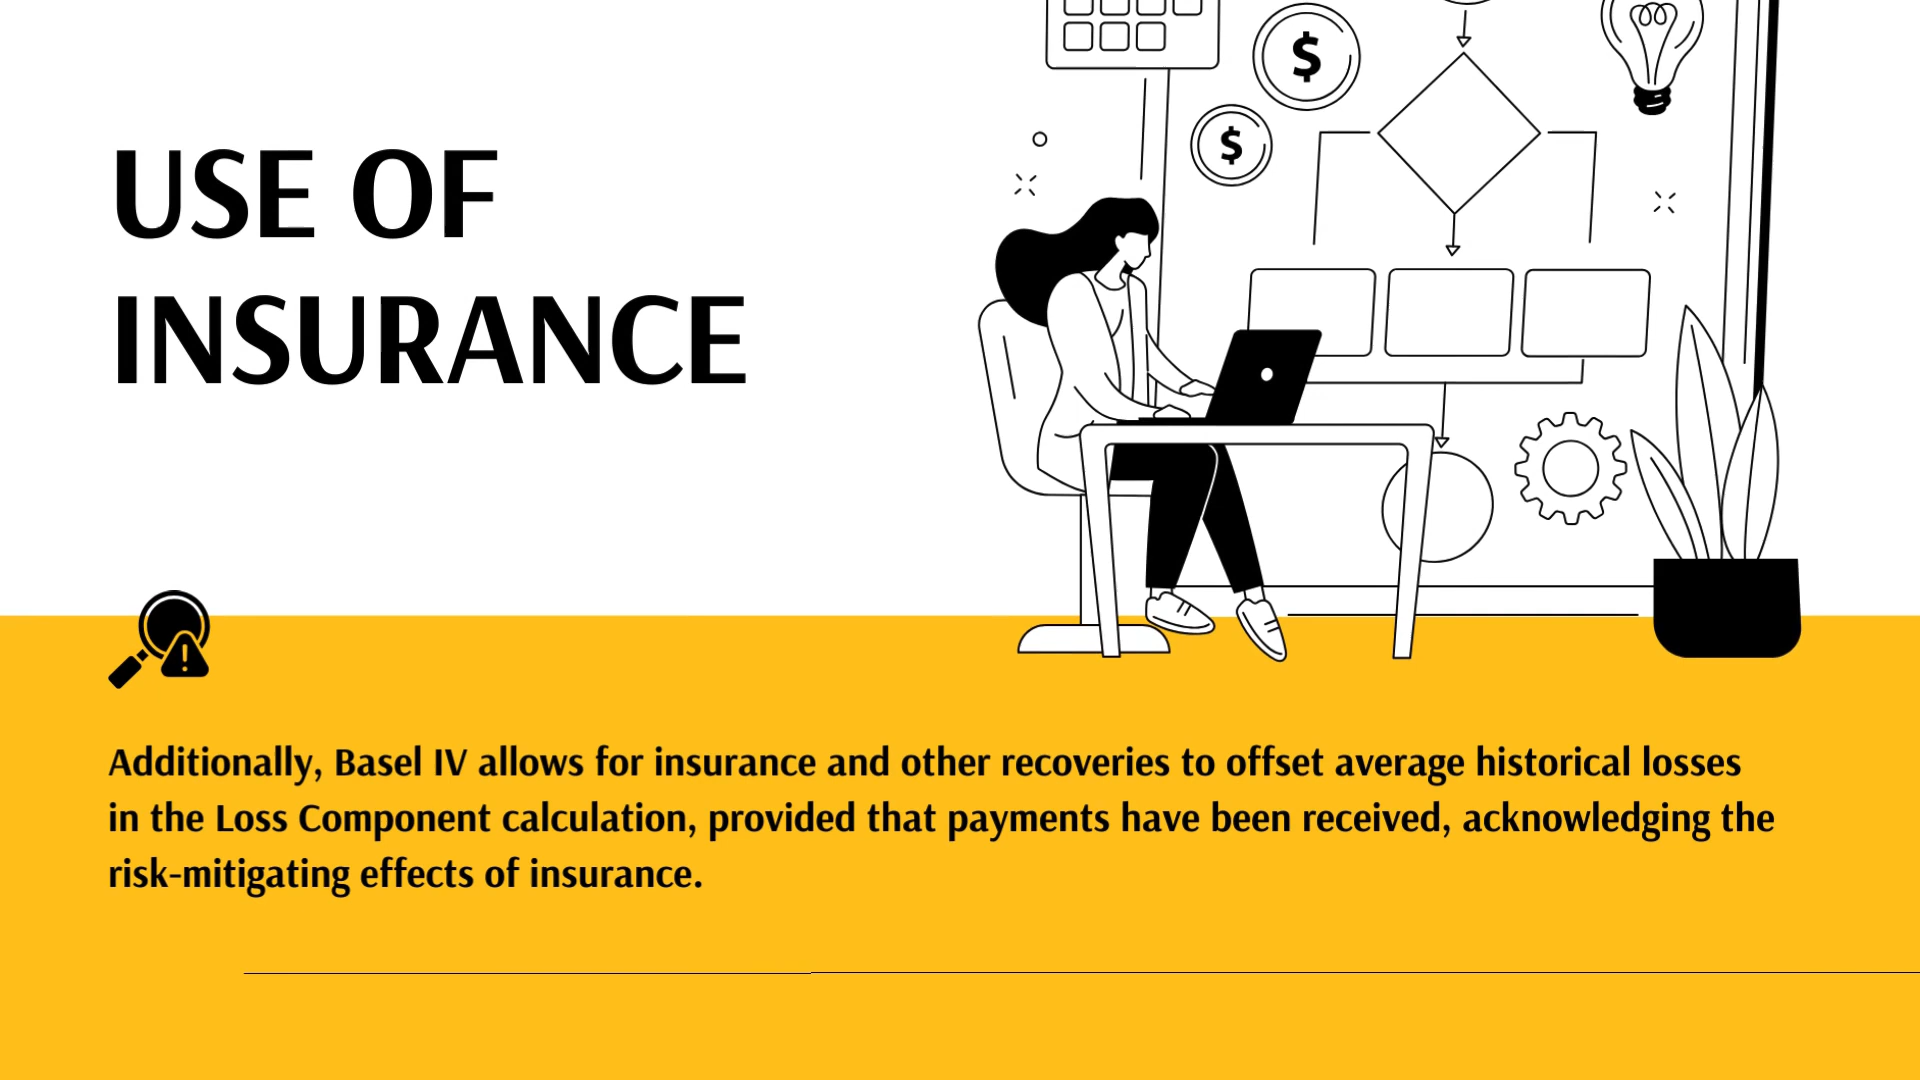 USE OF
INSURANCE
$
$
!
Additionally, Basel IV allows for insurance and other recoveries to offset average historical losses
in the Loss Component calculation, provided that payments have been received, acknowledging the
risk-mitigating effects of insurance.